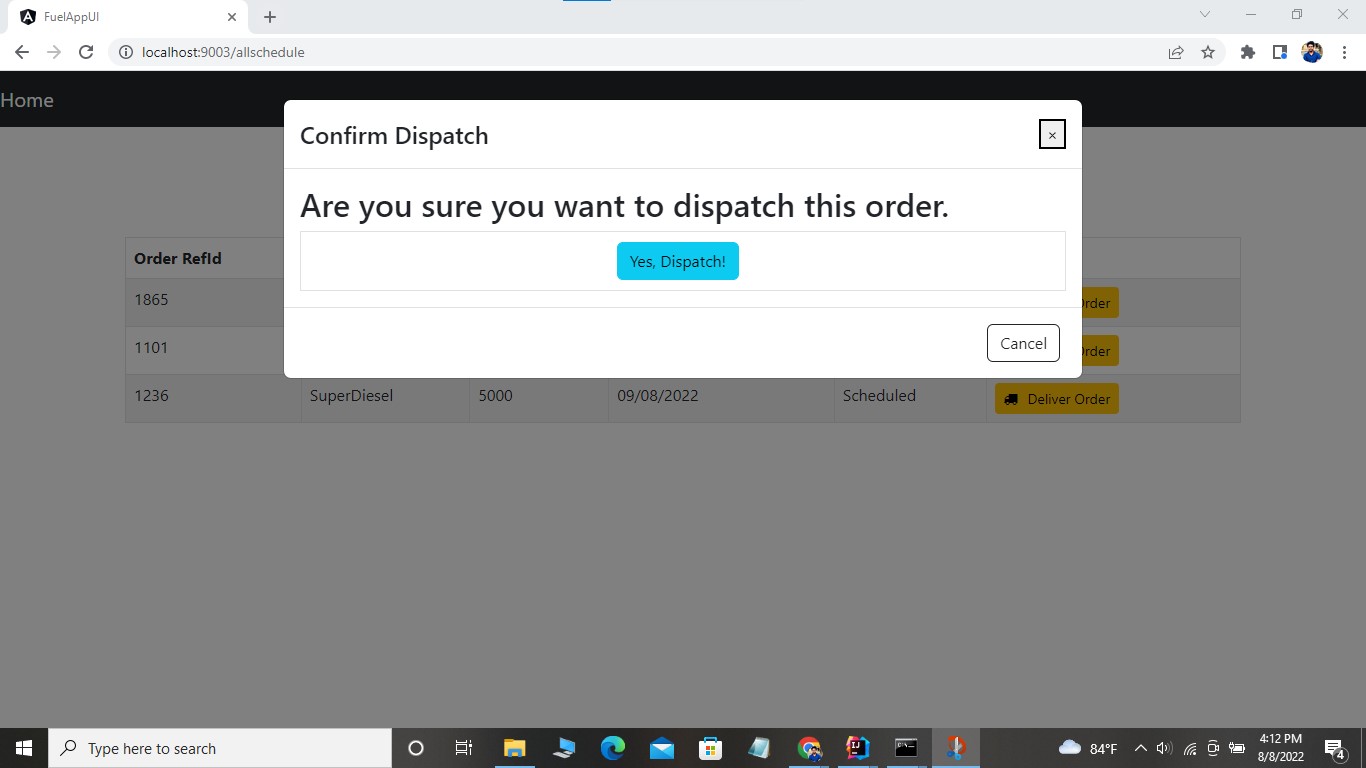 FuelAppUI
localhost:9003/allschedule
Home
Confirm Dispatch
×
Are you sure you want to dispatch this order.
Yes, Dispatch!
Cancel
Order RefId
1865
Order
1101
Order
1236 SuperDiesel 5000 09/08/2022 Scheduled Deliver Order
Type here to search
84°F
4:12 PM
8/8/2022
4